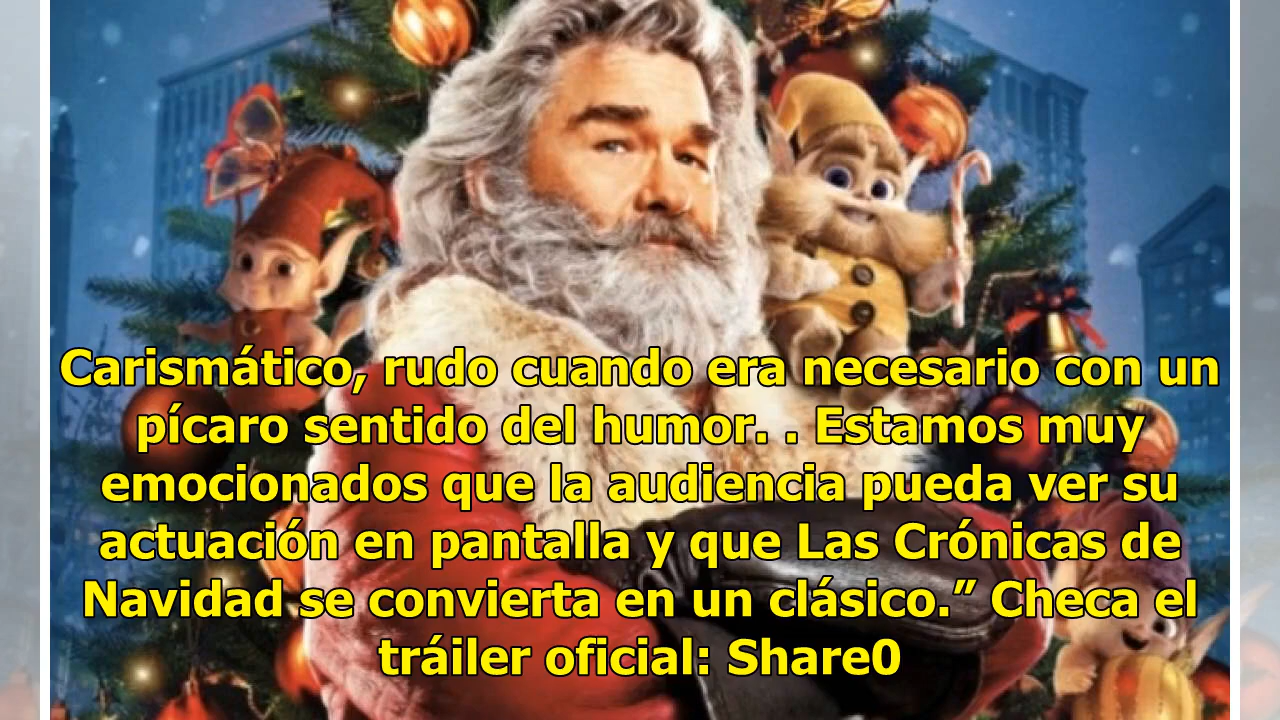 Carismático, rudo cuando era necesario con un
pícaro sentido del humor. . Estamos muy
emocionados que la audiencia pueda ver su
actuación en pantalla y que Las Crónicas de
Navidad se convierta en un clásico.” Checa el
tráiler oficial: Share0